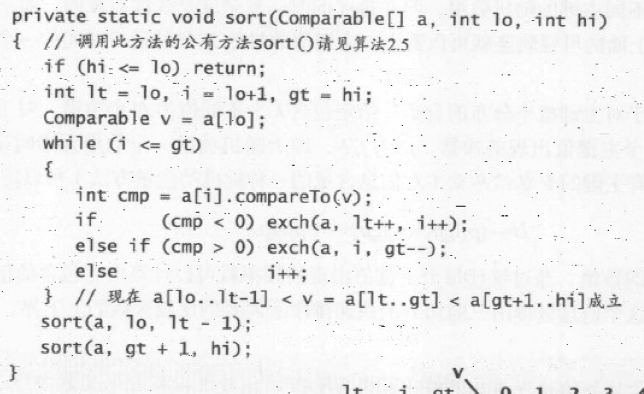 private static void sort(Comparable[] a, int lo, int hi)
{  // 调用此方法的公有方法sort()请见算法2.5
   if (hi <= lo) return;
   int lt = lo, i = lo+1, gt = hi;
   Comparable v = a[lo];
   while (i <= gt)
   {
      int cmp = a[i].compareTo(v);
      if      (cmp < 0) exch(a, lt++, i++);
      else if (cmp > 0) exch(a, i, gt--);
      else              i++;
   }  // 现在 a[lo..lt-1] < v = a[lt..gt] < a[gt+1..hi]成立
   sort(a, lo, lt - 1);
   sort(a, gt + 1, hi);
}
v
lt i gt 0 1 2 3